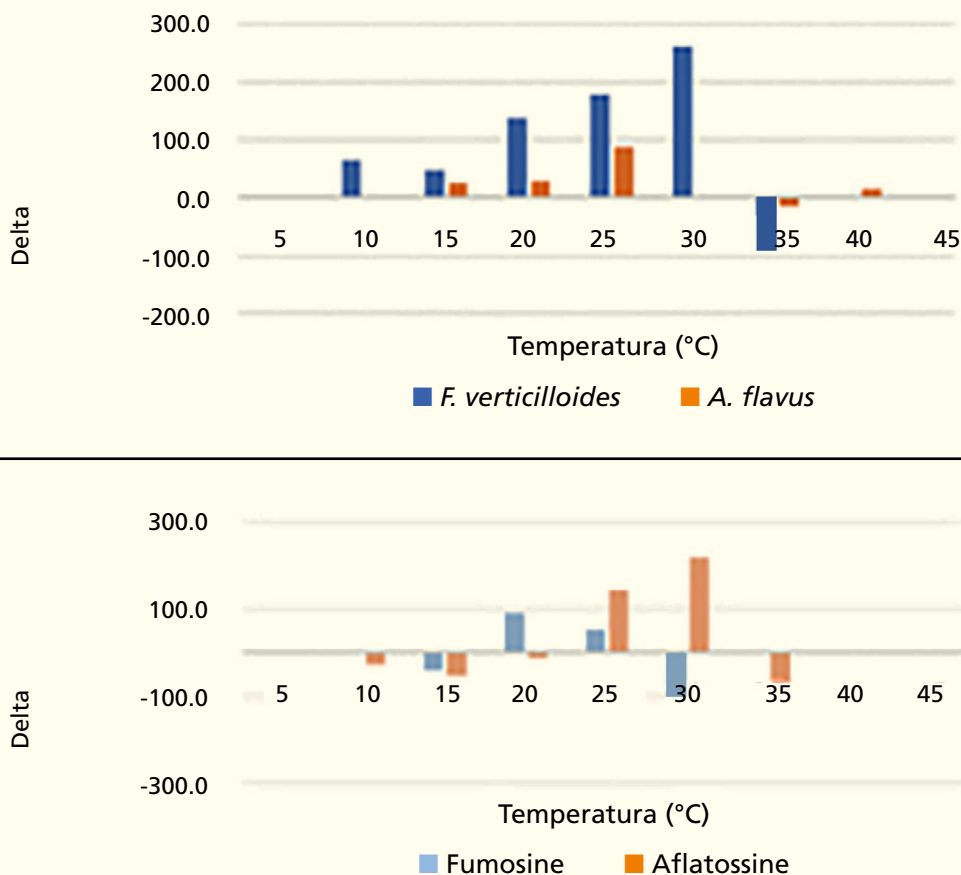 300.0
200.0
100.0
0.0
-100.0
-200.0
Delta
5 10 15 20 25 30 35 40 45
Temperatura (°C)
F. verticilloides A. flavus
300.0
100.0
-100.0
-300.0
Delta
5 10 15 20 25 30 35 40 45
Temperatura (°C)
Fumosine Aflatossine